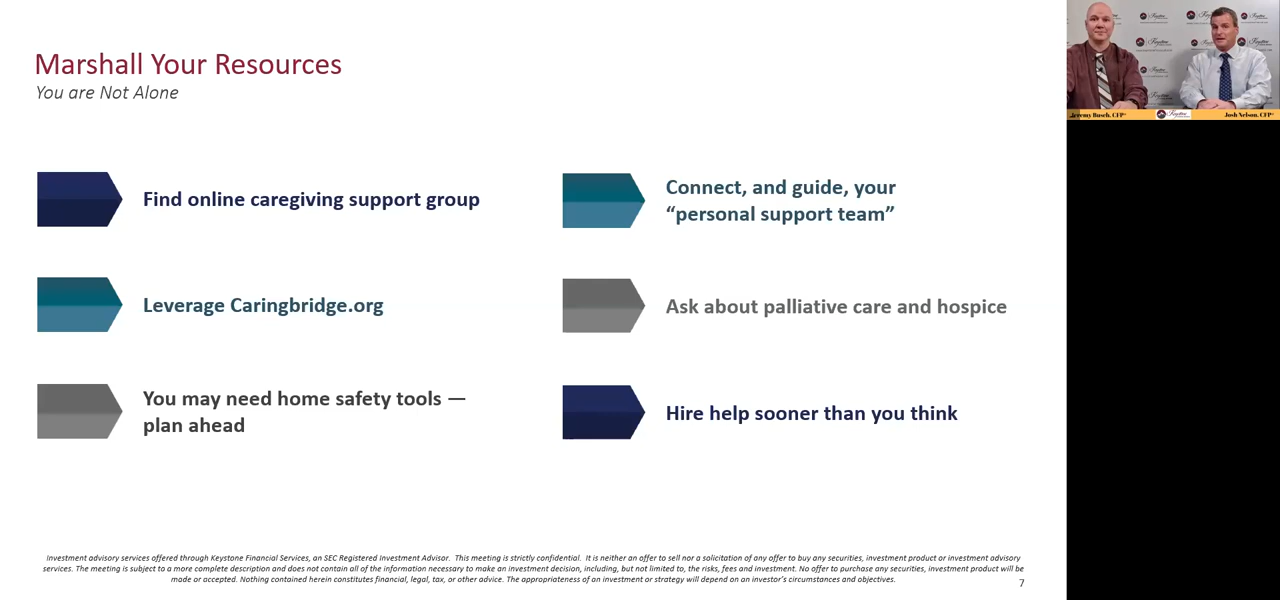 Marshall Your Resources
You are Not Alone
Find online caregiving support group
Leverage Caringbridge.org
You may need home safety tools —
plan ahead
Connect, and guide, your
“personal support team”
Ask about palliative care and hospice
Hire help sooner than you think
Investment advisory services offered through Keystone Financial Services, an SEC Registered Investment Advisor. This meeting is strictly confidential. It is neither an offer to sell nor a solicitation of any offer to buy any securities, investment product or investment advisory
services. The meeting is subject to a more complete description and does not contain all of the information necessary to make an investment decision, including, but not limited to, the risks, fees and investment. No offer to purchase any securities, investment product will be
made or accepted. Nothing contained herein constitutes financial, legal, tax, or other advice. The appropriateness of an investment or strategy will depend on an investor’s circumstances and objectives.
7
Keystone
Jeremy Busch, CFP®
Josh Nelson, CFP®